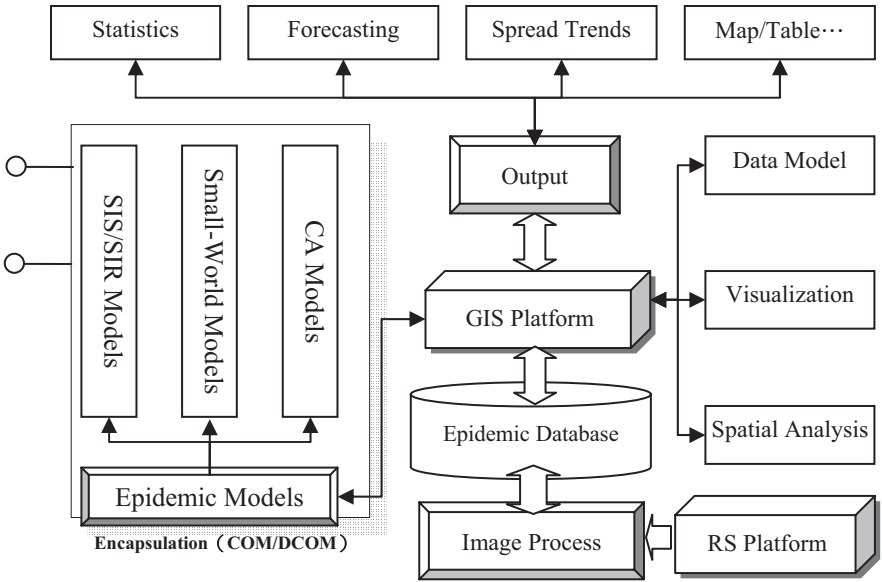 Statistics
Forecasting
Spread Trends
Map/Table⋯
SIS/SIR Models
Small-World Models
CA Models
Output
Data Model
GIS Platform
Visualization
Epidemic Database
Spatial Analysis
Epidemic Models
Encapsulation（COM/DCOM）
Image Process
RS Platform